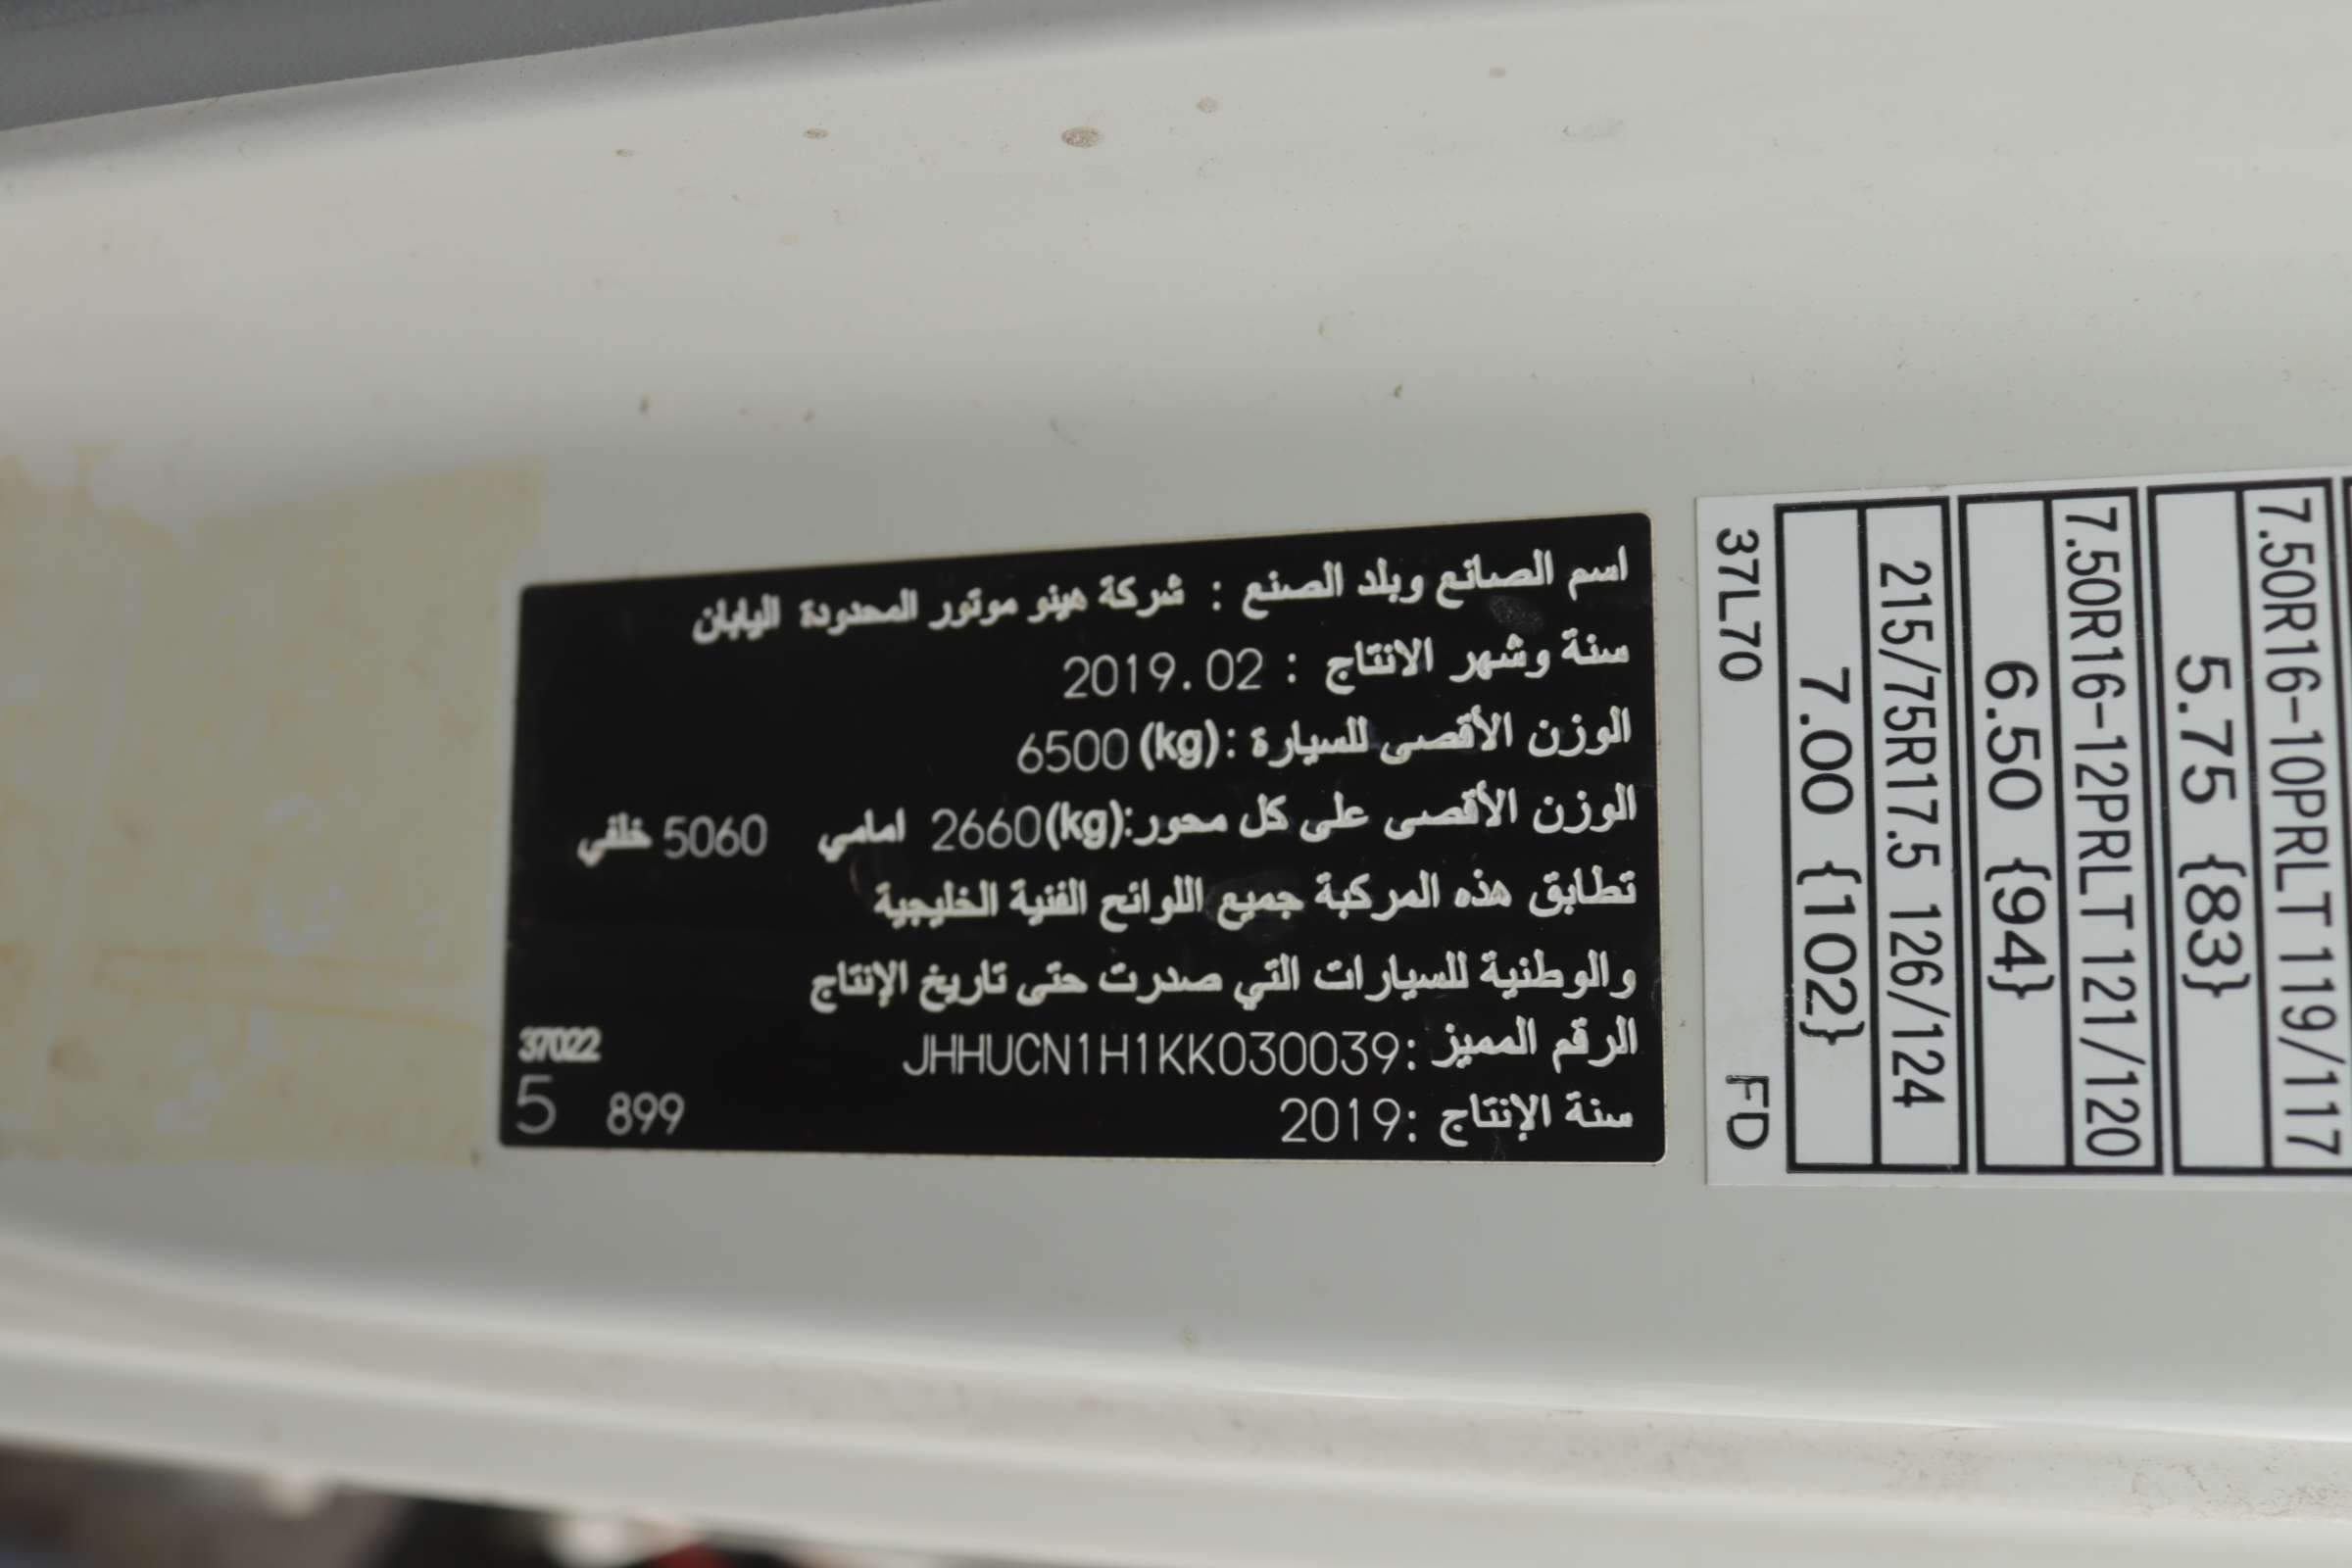 اسم الصانع وبلد الصنع : شركة هينو موتور المحدودة اليابان
سنة وشهر الانتاج : 2019.02
الوزن الأقصى للسيارة :(kg) 6500
الوزن الأقصى على كل محور:(kg)2660 امامي 5060 خلفي
تطابق هذه المركبة جميع اللوائح الفنية الخليجية
والوطنية للسيارات التي صدرت حتى تاريخ الإنتاج
الرقم المميز :JHHUCN1H1KK030039
37022
سنة الإنتاج :2019
5 899
7.50R16-10PRLT 119/117
5.75 {83}
7.50R16-12PRLT 121/120
6.50 {94}
215/75R17.5 126/124
7.00 {102}
37L70 FD